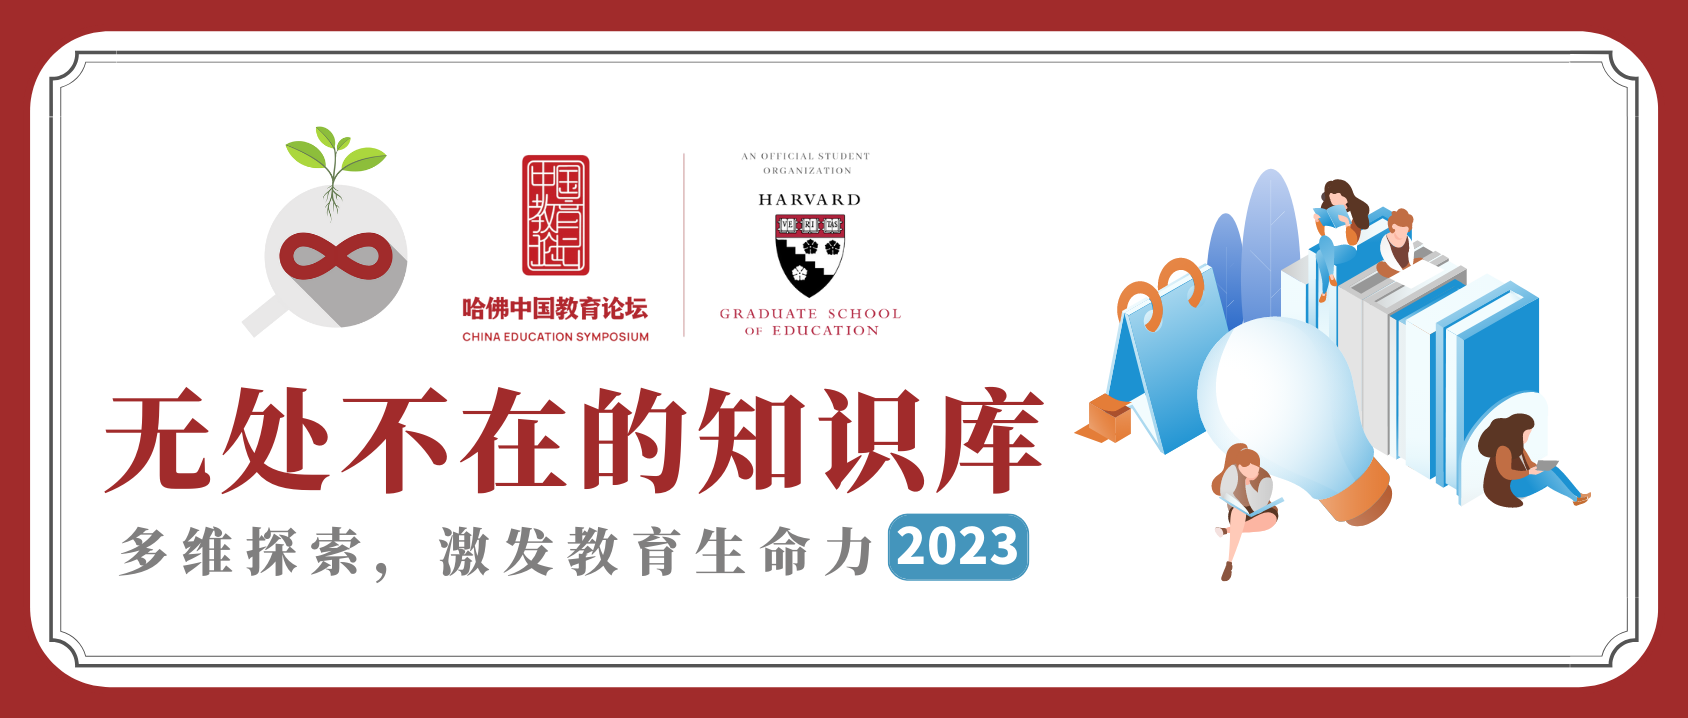 中国
教育
论坛
哈佛中国教育论坛
CHINA EDUCATION SYMPOSIUM
AN OFFICIAL STUDENT
ORGANIZATION
HARVARD
VE RI TAS
GRADUATE SCHOOL
OF EDUCATION
无处不在的知识库
多维探索，激发教育生命力 2023